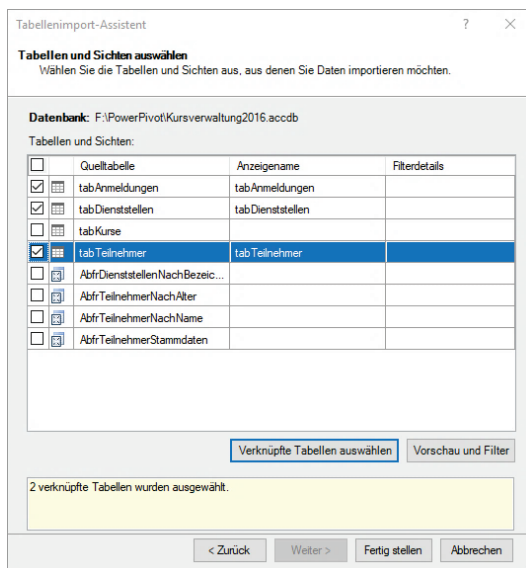 Tabellenimport-Assistent ? X
Tabellen und Sichten auswählen
Wählen Sie die Tabellen und Sichten aus, aus denen Sie Daten importieren möchten.
Datenbank: F:\PowerPivot\Kursverwaltung2016.accdb
Tabellen und Sichten:
Quelltabelle Anzeigename Filterdetails
tabAnmeldungen tabAnmeldungen
tabDienststellen tabDienststellen
tabKurse
tabTeilnehmer tabTeilnehmer
AbfrDienststellenNachBezeic...
AbfrTeilnehmerNachAlter
AbfrTeilnehmerNachName
AbfrTeilnehmerStammdaten
Verknüpfte Tabellen auswählen Vorschau und Filter
2 verknüpfte Tabellen wurden ausgewählt.
< Zurück Weiter > Fertig stellen Abbrechen